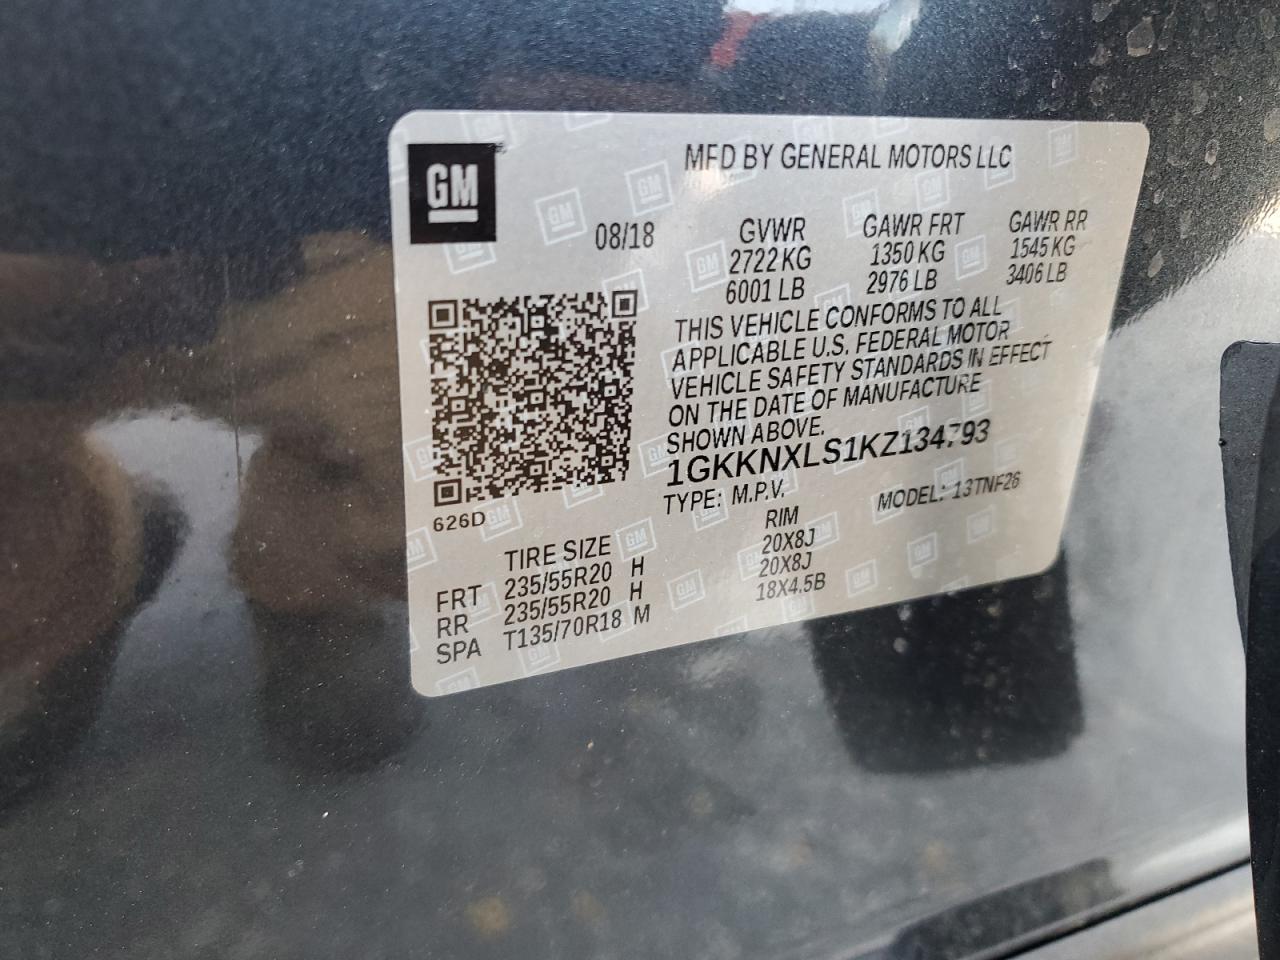 GM
MFD BY GENERAL MOTORS LLC
08/18
GVWR
2722 KG
6001 LB
GAWR FRT
1350 KG
2976 LB
GAWR RR
1545 KG
3406 LB
THIS VEHICLE CONFORMS TO ALL
APPLICABLE U.S. FEDERAL MOTOR
VEHICLE SAFETY STANDARDS IN EFFECT
ON THE DATE OF MANUFACTURE
SHOWN ABOVE.
1GKKNXLS1KZ134793
TYPE: M.P.V. MODEL: 13TNF26
626D
TIRE SIZE RIM
FRT 235/55R20 H 20X8J
RR 235/55R20 H 20X8J
SPA T135/70R18 M 18X4.5B